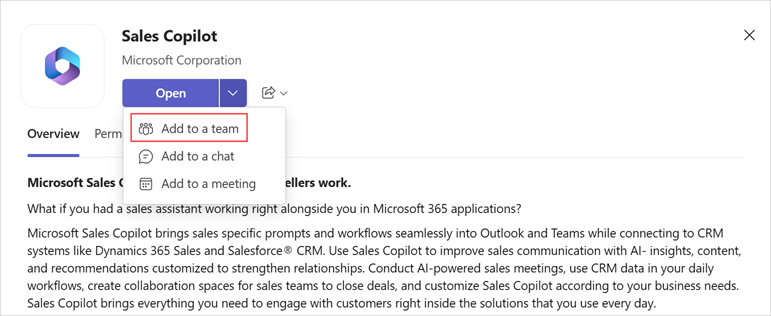 Sales Copilot
Microsoft Corporation
Open
Add to a team
Overview
Add to a chat
Add to a meeting
Microsoft Sales ellers work.
What if you had a sales assistant working right alongside you in Microsoft 365 applications?
Microsoft Sales Copilot brings sales specific prompts and workflows seamlessly into Outlook and Teams while connecting to CRM
systems like Dynamics 365 Sales and Salesforce® CRM. Use Sales Copilot to improve sales communication with AI- insights, content,
and recommendations customized to strengthen relationships. Conduct AI-powered sales meetings, use CRM data in your daily
workflows, create collaboration spaces for sales teams to close deals, and customize Sales Copilot according to your business needs.
Sales Copilot brings everything you need to engage with customers right inside the solutions that you use every day.